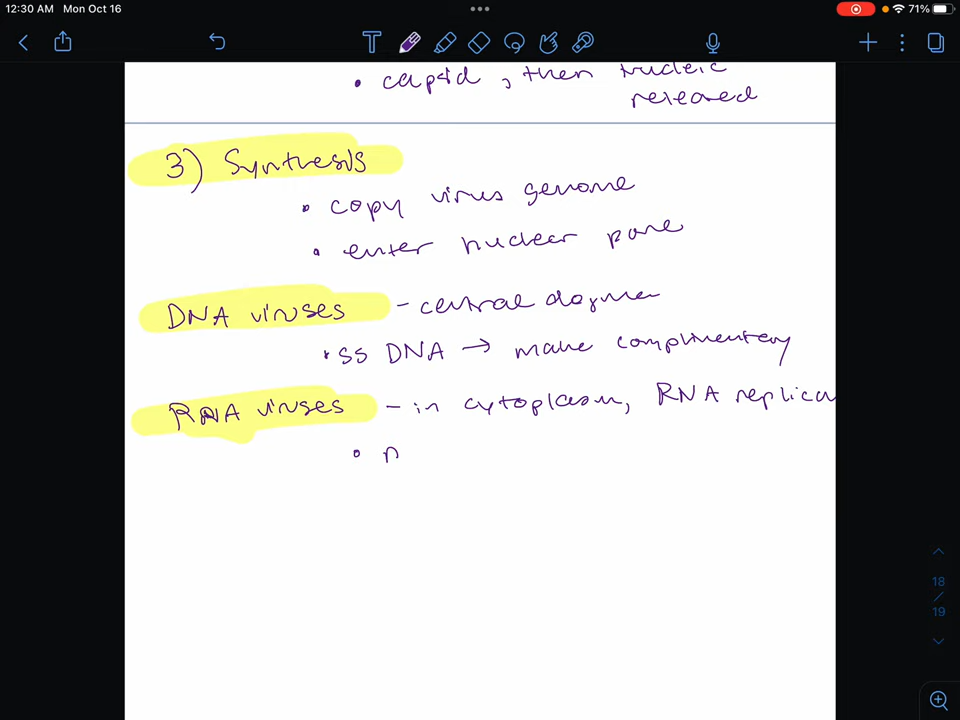 12:30 AM Mon Oct 16
71%
• capsid, then nucleic
released
3) Synthesis
• copy virus genome
• enter nuclear pore
DNA viruses - central dogma
• SS DNA → make complimentary
RNA viruses - in cytoplasm, RNA replica
• n
18
/
19